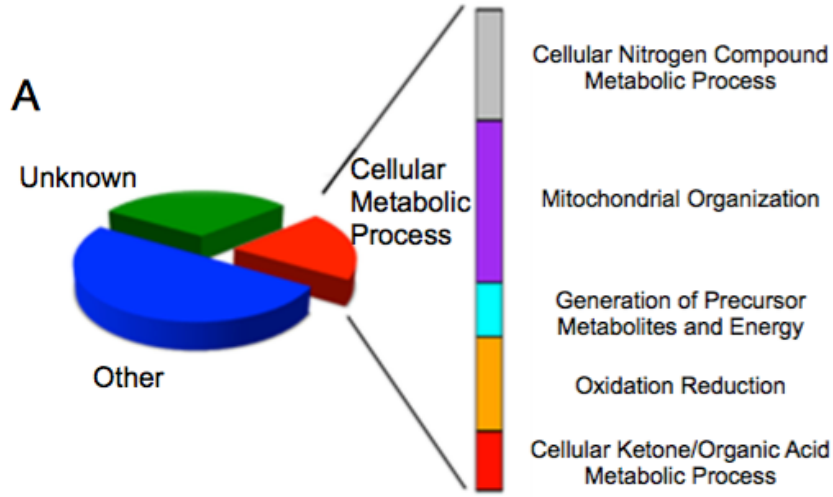 A
Unknown
Other
Cellular
Metabolic
Process
Cellular Nitrogen Compound
Metabolic Process
Mitochondrial Organization
Generation of Precursor
Metabolites and Energy
Oxidation Reduction
Cellular Ketone/Organic Acid
Metabolic Process